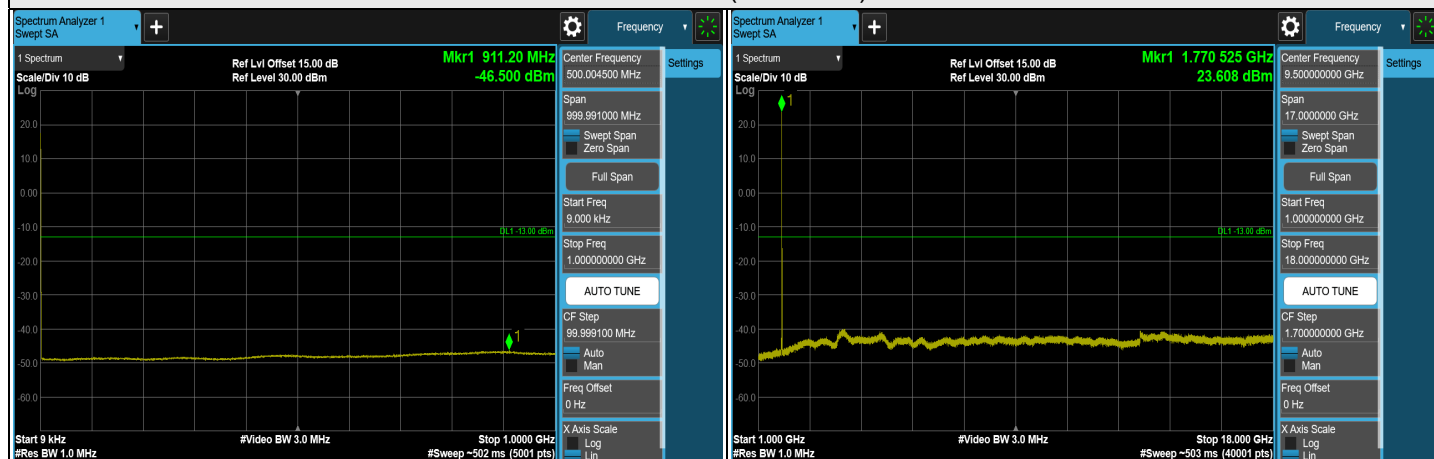 Spectrum Analyzer 1
Swept SA
+
Frequency
1 Spectrum
Scale/Div 10 dB
Log
Ref Lvl Offset 15.00 dB
Ref Level 30.00 dBm
Mkr1 911.20 MHz
-46.500 dBm
20.0
10.0
0.00
-10.0
-20.0
-30.0
-40.0
-50.0
-60.0
DL1 -13.00 dBm
1
Start 9 kHz
#Res BW 1.0 MHz
#Video BW 3.0 MHz
Stop 1.0000 GHz
#Sweep ~502 ms (5001 pts)
Center Frequency
500.004500 MHz
Settings
Span
999.991000 MHz
Swept Span
Zero Span
Full Span
Start Freq
9.000 kHz
Stop Freq
1.000000000 GHz
AUTO TUNE
CF Step
99.999100 MHz
Auto
Man
Freq Offset
0 Hz
X Axis Scale
Log
Lin
Spectrum Analyzer 1
Swept SA
+
Frequency
1 Spectrum
Scale/Div 10 dB
Log
Ref Lvl Offset 15.00 dB
Ref Level 30.00 dBm
Mkr1 1.770 525 GHz
23.608 dBm
1
20.0
10.0
0.00
-10.0
-20.0
-30.0
-40.0
-50.0
-60.0
DL1 -13.00 dBm
Start 1.000 GHz
#Res BW 1.0 MHz
#Video BW 3.0 MHz
Stop 18.000 GHz
#Sweep ~503 ms (40001 pts)
Center Frequency
9.500000000 GHz
Settings
Span
17.0000000 GHz
Swept Span
Zero Span
Full Span
Start Freq
1.000000000 GHz
Stop Freq
18.000000000 GHz
AUTO TUNE
CF Step
1.700000000 GHz
Auto
Man
Freq Offset
0 Hz
X Axis Scale
Log
Lin